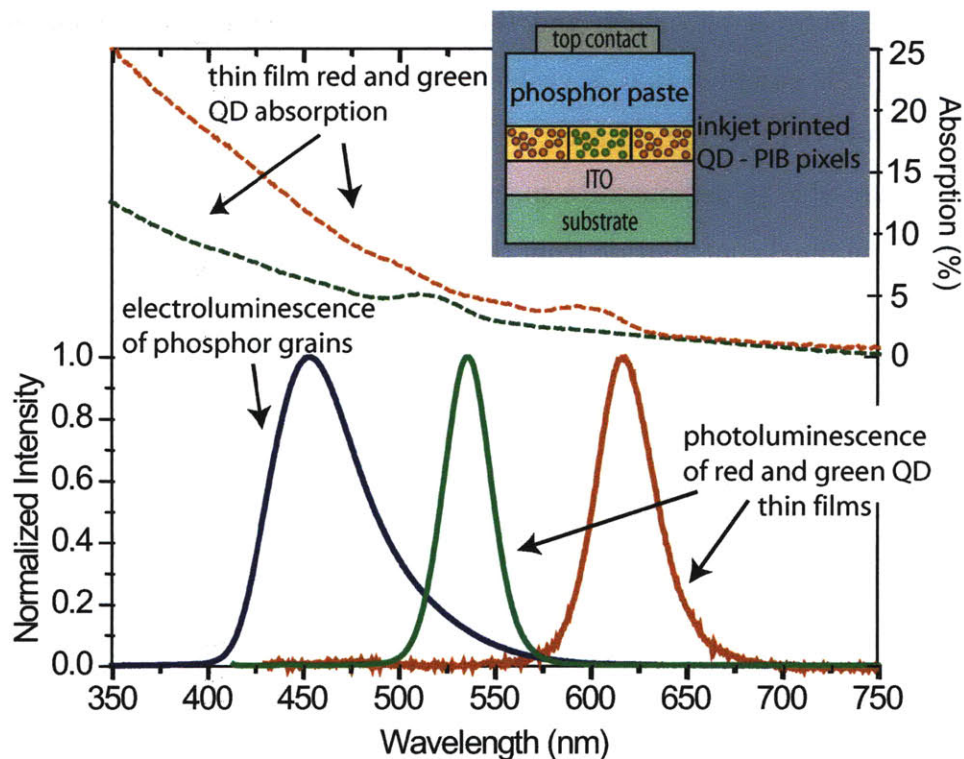 top contact
phosphor paste
ITO
substrate
inkjet printed
QD - PIB pixels
thin film red and green
QD absorption
25
20
15
10
5
0
Absorption (%)
electroluminescence
of phosphor grains
photoluminescence
of red and green QD
thin films
1.0
0.8
0.6
0.4
0.2
0.0
Normalized Intensity
350 400 450 500 550 600 650 700 750
Wavelength (nm)